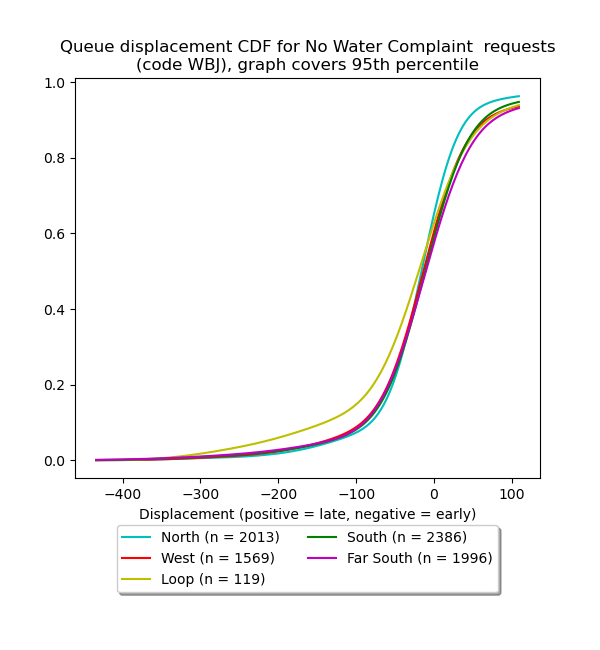 Queue displacement CDF for No Water Complaint  requests
(code WBJ), graph covers 95th percentile
1.0
0.8
0.6
0.4
0.2
0.0
−400 −300 −200 −100 0 100
Displacement (positive = late, negative = early)
North (n = 2013) South (n = 2386)
West (n = 1569) Far South (n = 1996)
Loop (n = 119)